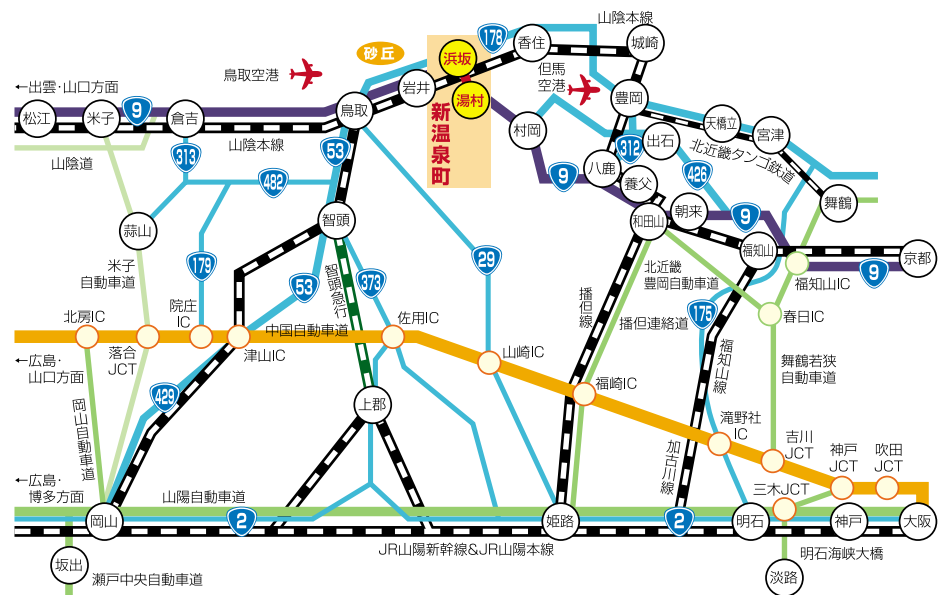 山陰本線
178
香住
城崎
砂丘
浜坂
鳥取空港
但馬
空港
←出雲・山口方面
岩井
湯村
豊岡
松江
米子
9
倉吉
鳥取
新温泉町
村岡
天橋立
宮津
山陰本線
53
312
出石
北近畿タンゴ鉄道
山陰道
313
482
9
八鹿
養父
426
舞鶴
蒜山
智頭
和田山
朝来
9
福知山
京都
米子
自動車道
179
智頭急行
373
29
北近畿
豊岡自動車道
福知山IC
9
53
院庄
IC
播但線
播但連絡道
175
春日IC
北房IC
落合
JCT
津山IC
中国自動車道
佐用IC
山崎IC
福知山線
舞鶴若狭
自動車道
←広島・
山口方面
福崎IC
429
上郡
岡山自動車道
滝野社
IC
加古川線
吉川
JCT
神戸
JCT
吹田
JCT
←広島・
博多方面
山陽自動車道
三木JCT
岡山
2
姫路
2
明石
神戸
大阪
JR山陽新幹線&JR山陽本線
明石海峡大橋
坂出
瀬戸中央自動車道
淡路